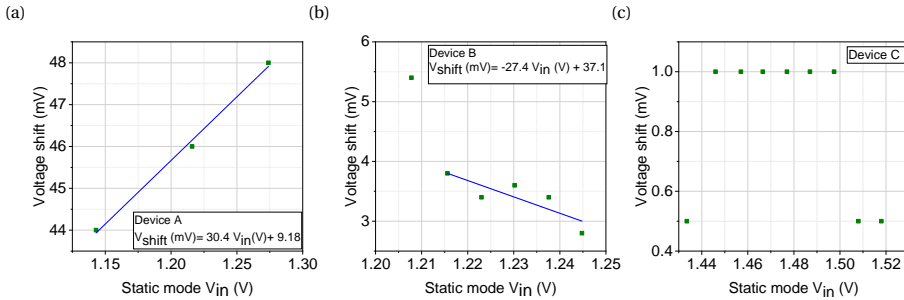 (a)
48
47
46
45
44
Voltage shift (mV)
Device A
Vshift (mV)= 30.4 Vin(V)+ 9.18
1.15
1.20
1.25
1.30
Static mode Vin (V)
(b)
6
5
4
3
Voltage shift (mV)
Device B
Vshift (mV)= -27.4 Vin (V) + 37.1
1.20
1.21
1.22
1.23
1.24
1.25
Static mode Vin (V)
(c)
1.0
0.8
0.6
0.4
Voltage shift (mV)
Device C
1.44
1.46
1.48
1.50
1.52
Static mode Vin (V)